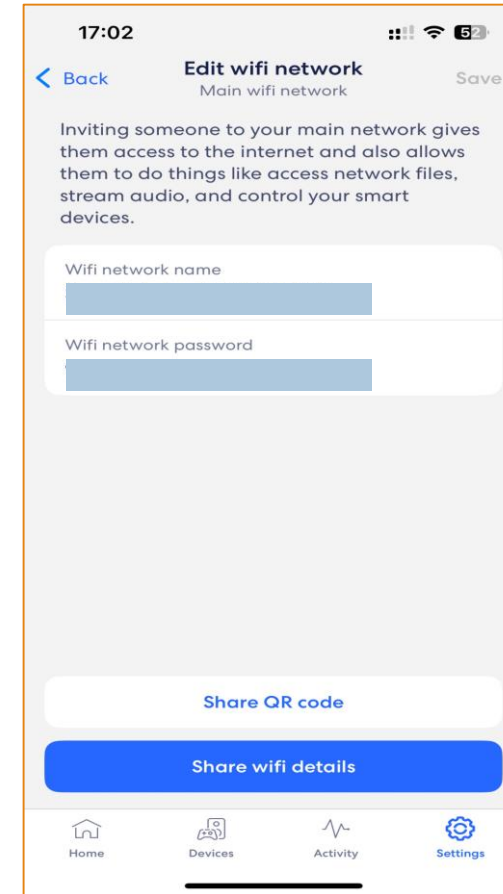 17:02
52
Back
Edit wifi network
Save
Main wifi network
Inviting someone to your main network gives
them access to the internet and also allows
them to do things like access network files,
stream audio, and control your smart
devices.
Wifi network name
Wifi network password
Share QR code
Share wifi details
Home
Devices
Activity
Settings